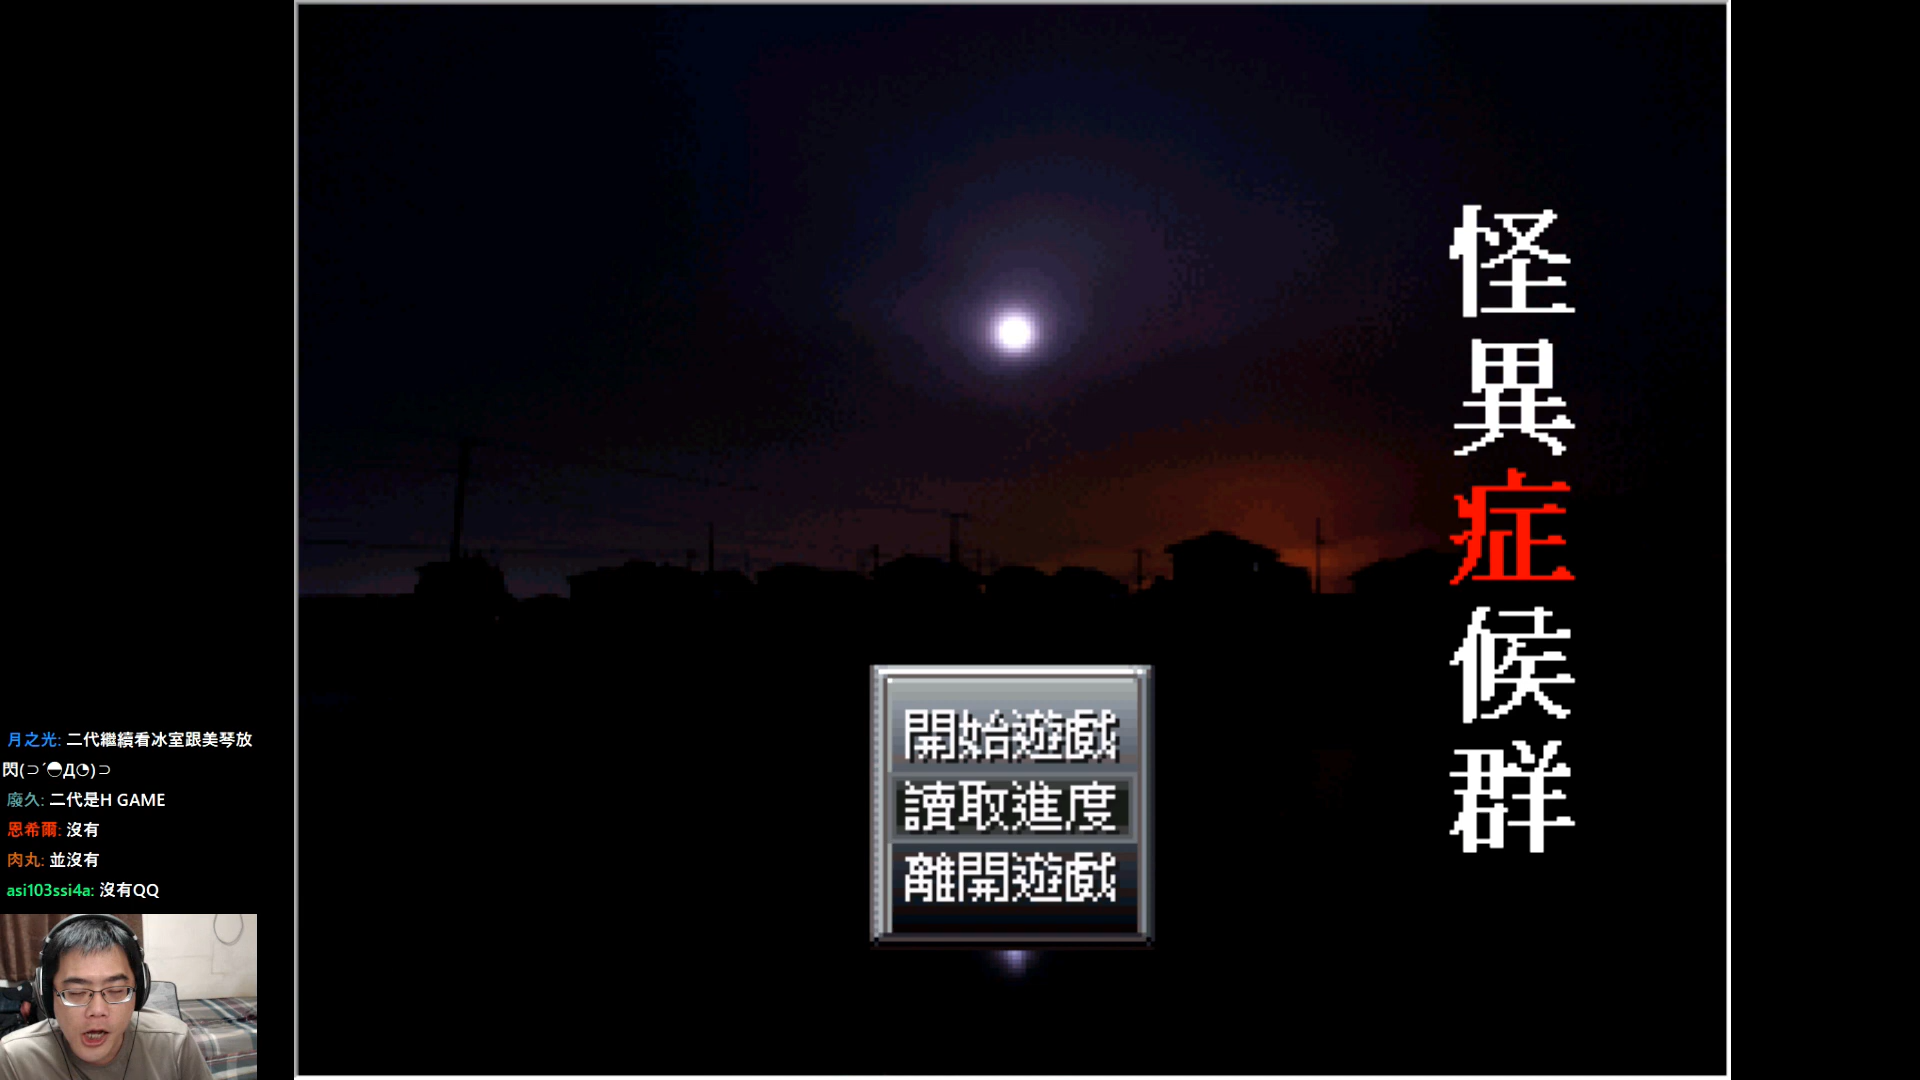 怪異症候群
開始遊戲
讀取進度
離開遊戲
月之光: 二代繼續看冰室跟美琴放
閃(⊃´◓Д◔)⊃
廢久: 二代是H GAME
恩希爾: 沒有
肉丸: 並沒有
asi103ssi4a: 沒有QQ